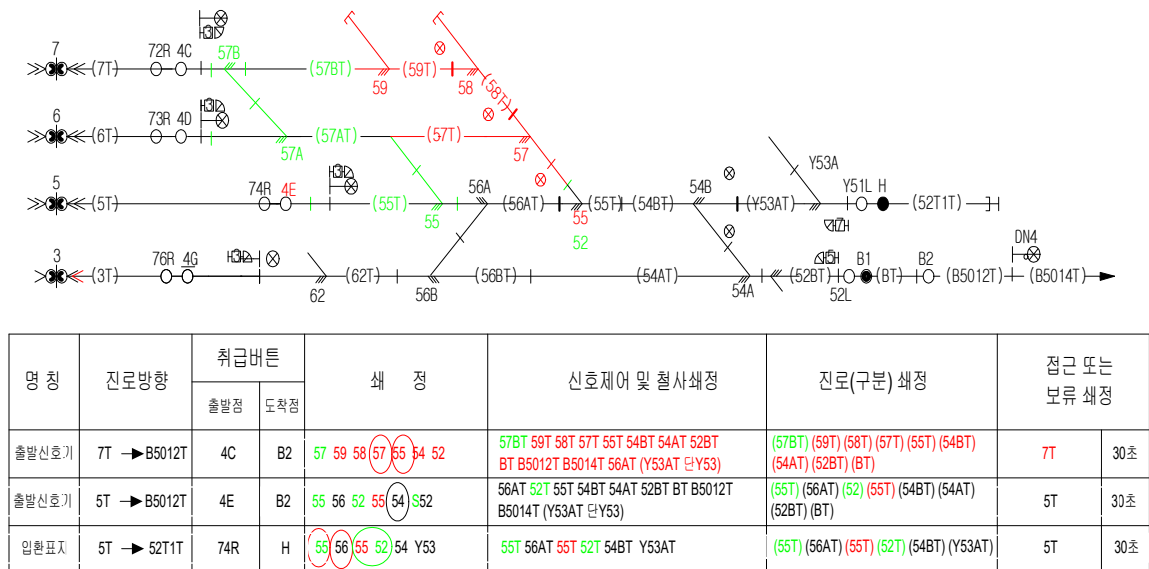 7 72R 4C 3 57B
(7T) (57BT) 59 (59T) 58 (58T)
6 73R 4D 3
(6T) 57A (57AT) (57T) 57
5 74R 4E 3 56A 54B Y53A Y51L H
(5T) (55T) 55 (56AT) (55T) (54BT) (Y53AT) (52T1T)
55
52
3 76R 4G 3 B1 B2 DN4
(3T) 62 (62T) 56B (56BT) (54AT) 54A (52BT) 52L (BT) (B5012T) (B5014T)
명 칭 진로방향 취급버튼 쇄 정 신호제어 및 철사쇄정 진로(구분) 쇄정 접근 또는
보류 쇄정
출발점 도착점
출발신호기 7T → B5012T 4C B2 57 59 58 57 55 54 52 57BT 59T 58T 57T 55T 54BT 54AT 52BT (57BT) (59T) (58T) (57T) (55T) (54BT) 7T 30초
BT B5012T B5014T 56AT (Y53AT 단Y53) (54AT) (52BT) (BT)
출발신호기 5T → B5012T 4E B2 55 56 52 55 54 S52 56AT 52T 55T 54BT 54AT 52BT BT B5012T (55T) (56AT) (52) (55T) (54BT) (54AT) 5T 30초
B5014T (Y53AT 단Y53) (52BT) (BT)
입환표지 5T → 52T1T 74R H 55 56 55 52 54 Y53 55T 56AT 55T 52T 54BT Y53AT (55T) (56AT) (55T) (52T) (54BT) (Y53AT) 5T 30초